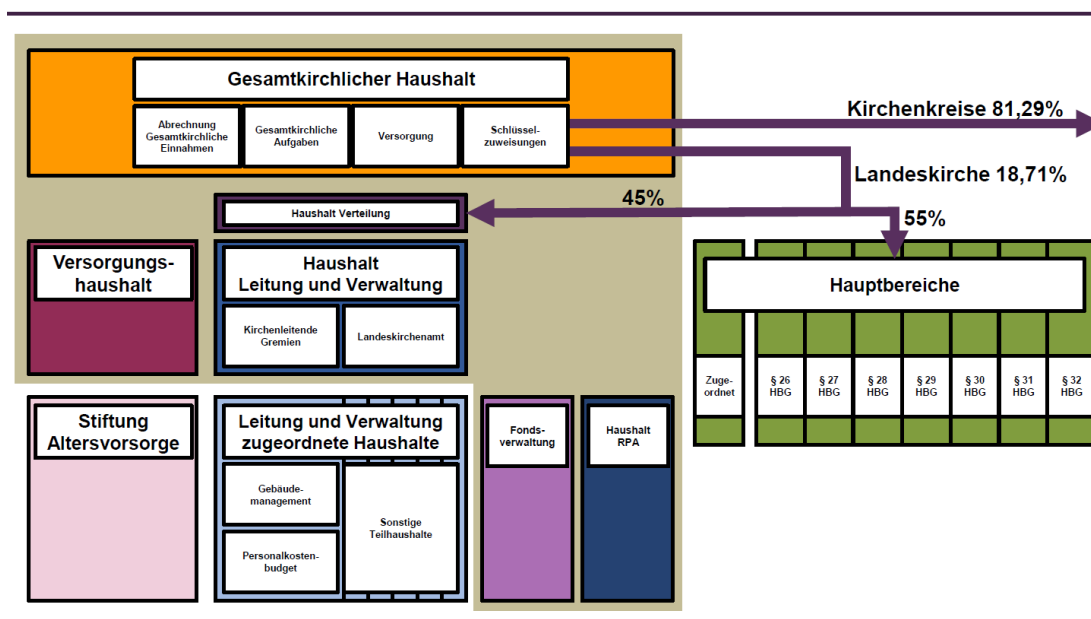 Gesamtkirchlicher Haushalt
Abrechnung
Gesamtkirchliche
Einnahmen
Gesamtkirchliche
Aufgaben
Versorgung
Schlüssel-
zuweisungen
Kirchenkreise 81,29%
Landeskirche 18,71%
45%
55%
Haushalt Verteilung
Versorgungs-
haushalt
Haushalt
Leitung und Verwaltung
Kirchenleitende
Gremien
Landeskirchenamt
Hauptbereiche
Zuge-
ordnet
§ 26
HBG
§ 27
HBG
§ 28
HBG
§ 29
HBG
§ 30
HBG
§ 31
HBG
§ 32
HBG
Stiftung
Altersvorsorge
Leitung und Verwaltung
zugeordnete Haushalte
Gebäude-
management
Personalkosten-
budget
Sonstige
Teilhaushalte
Fonds-
verwaltung
Haushalt
RPA